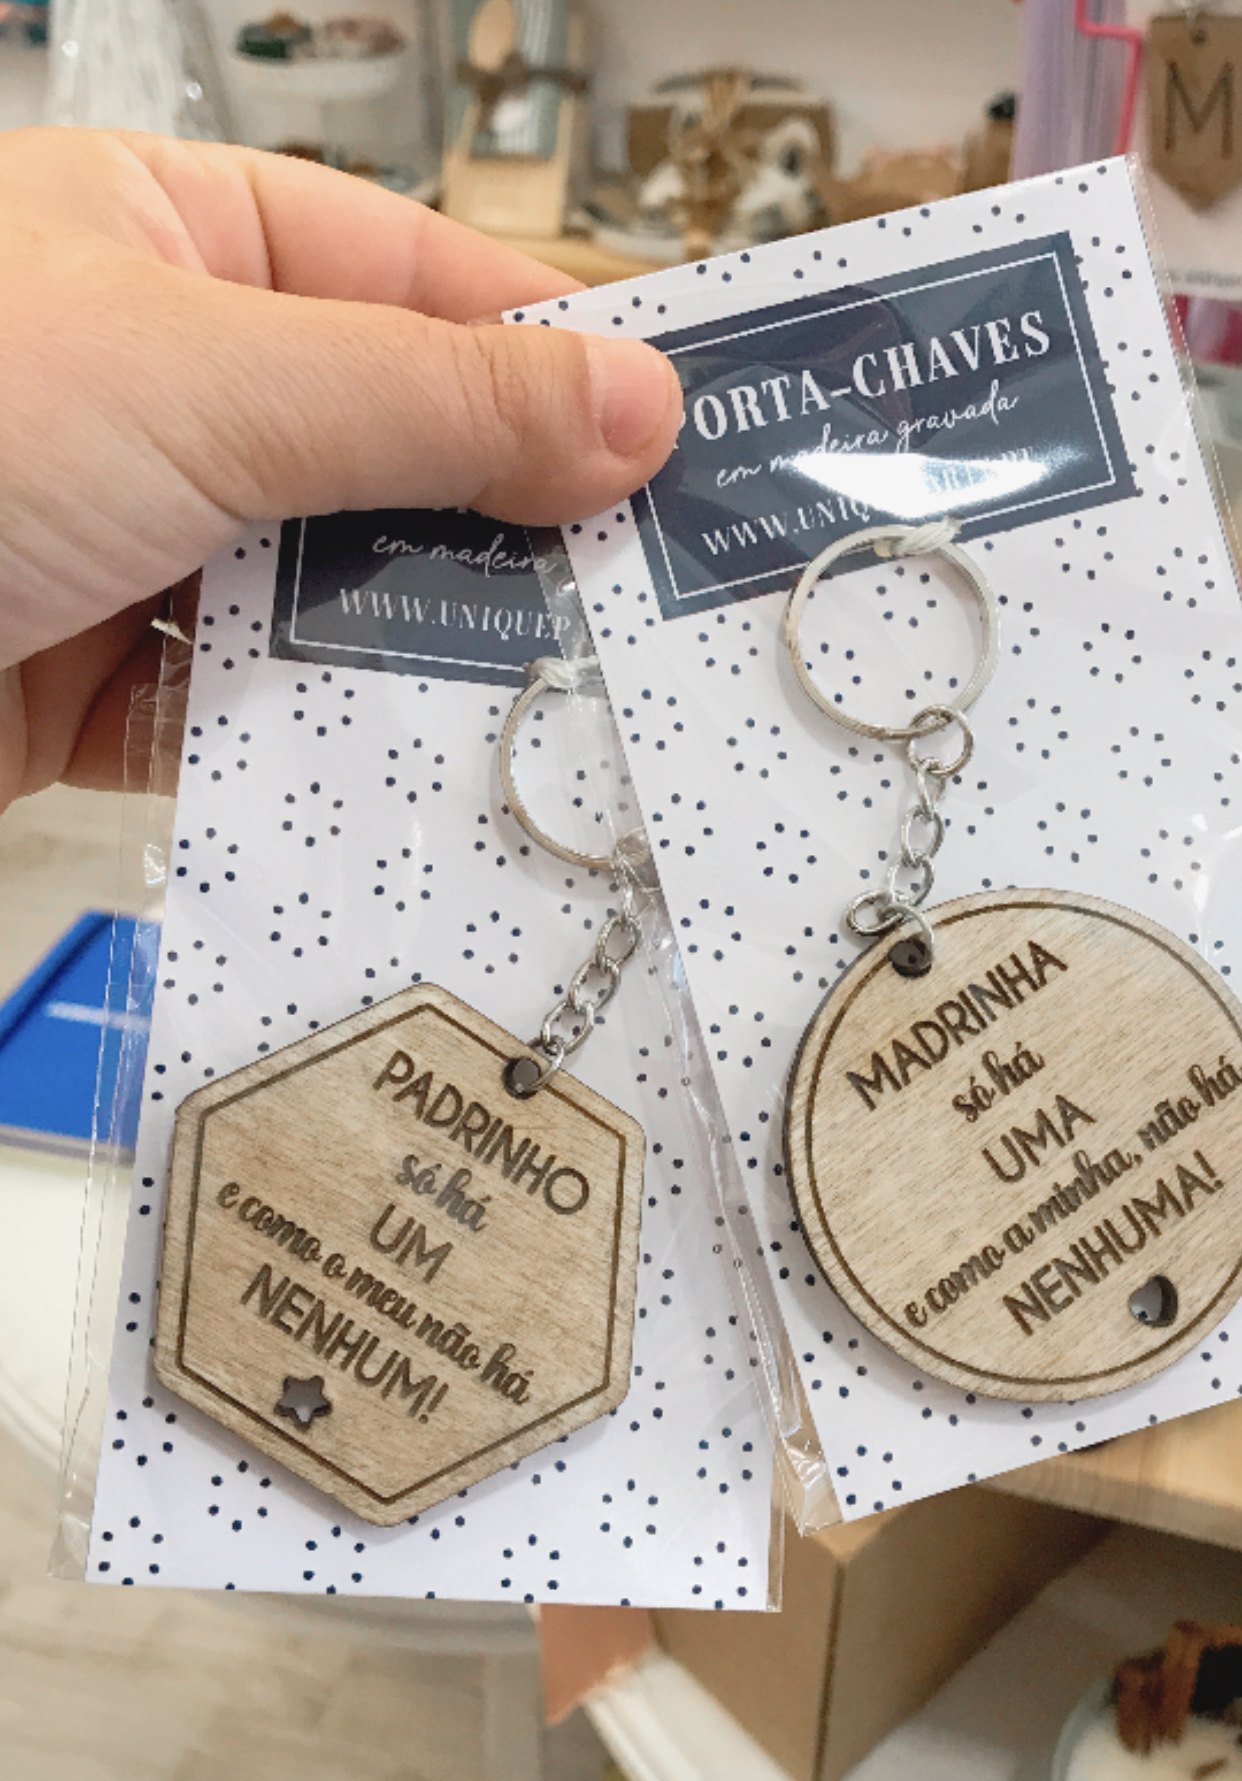 PORTA-CHAVES
em madeira gravada
WWW.UNIQ
em madeira
WWW.UNIQUEP
PADRINHO
só há
UM
e como o meu não há
NENHUM!
MADRINHA
só há
UMA
e como a minha, não há
NENHUMA!
M